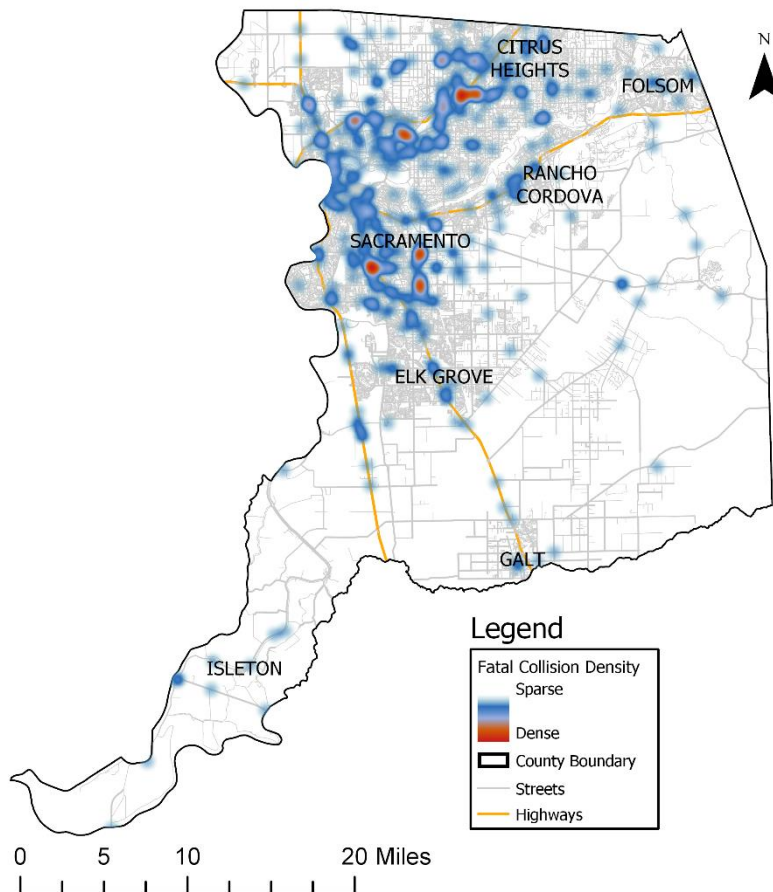 N
CITRUS
HEIGHTS
FOLSOM
RANCHO
CORDOVA
SACRAMENTO
ELK GROVE
GALT
ISLETON
Legend
Fatal Collision Density
Sparse
Dense
County Boundary
Streets
Highways
0 5 10 20 Miles